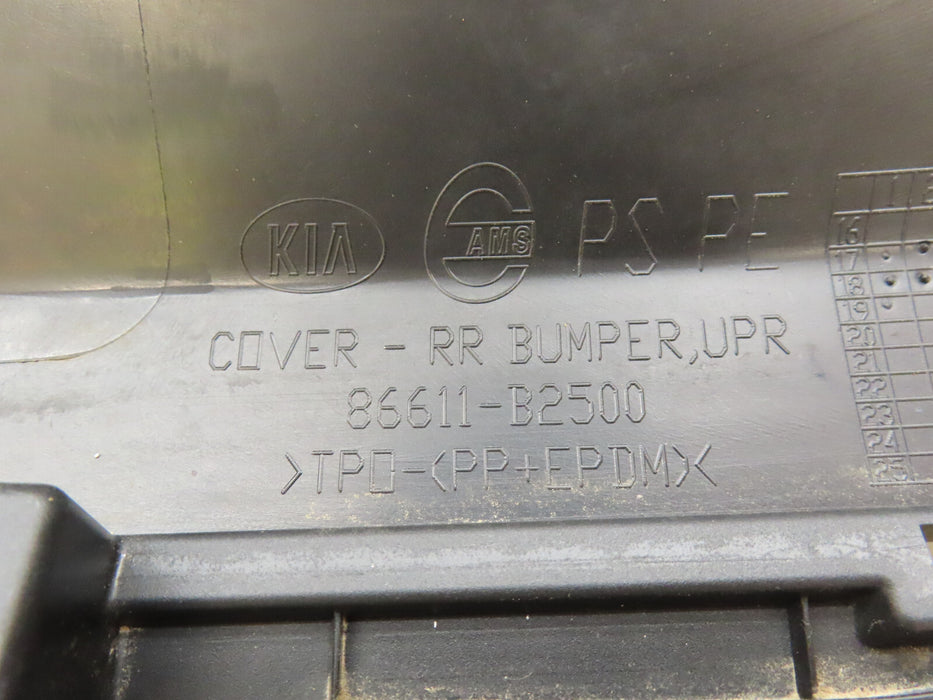 KIA
AMS
PS PE
COVER - RR BUMPER,UPR
86611-B2500
>TPO-(PP+EPDM)<
16
17
18
19
20
21
22
23
24
25